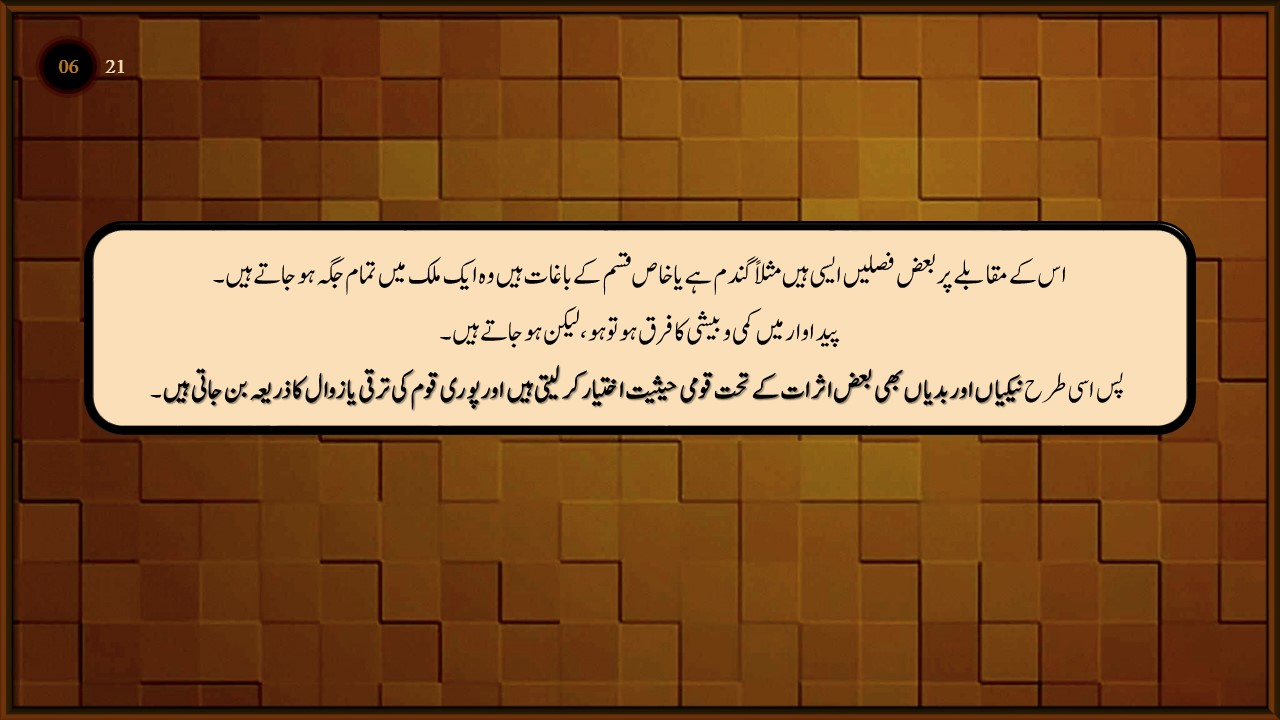 06 21
اس کے مقابلے پر بعض فصلیں ایسی ہیں مثلاً گندم ہے یا خاص قسم کے باغات ہیں وہ ایک ملک میں تمام جگہ ہو جاتے ہیں۔
پیداوار میں کمی و بیشی کا فرق ہو تو ہو، لیکن ہو جاتے ہیں۔
پس اسی طرح نیکیاں اور بدیاں بھی بعض اثرات کے تحت قومی حیثیت اختیار کر لیتی ہیں اور پوری قوم کی ترقی یا زوال کا ذریعہ بن جاتی ہیں۔